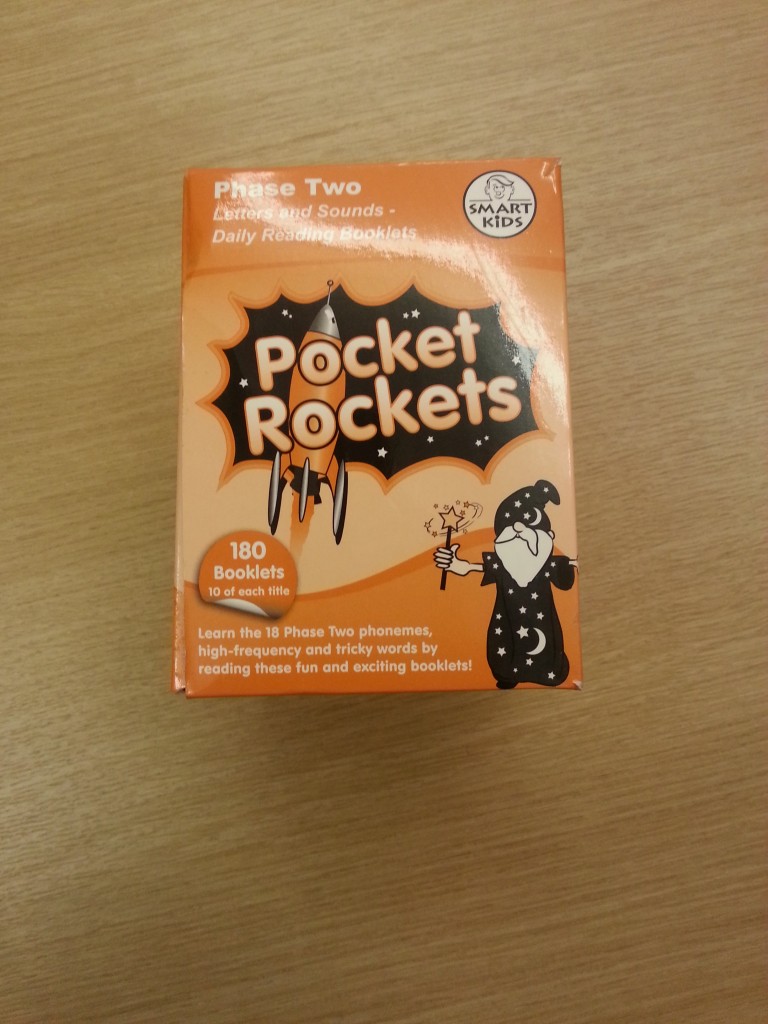 Phase Two
Letters and Sounds -
Daily Reading Booklets
SMART
KiDS
Pocket
Rockets
180
Booklets
10 of each title
Learn the 18 Phase Two phonemes,
high-frequency and tricky words by
reading these fun and exciting booklets!